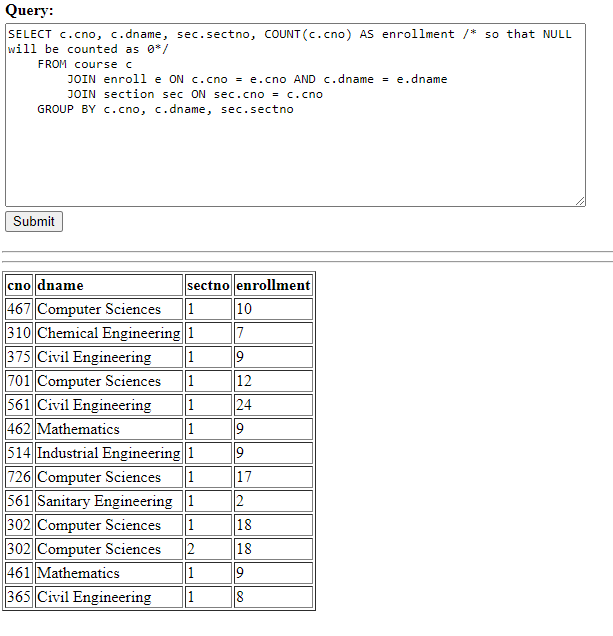 Query:
SELECT c.cno, c.dname, sec.sectno, COUNT(c.cno) AS enrollment /* so that NULL
will be counted as 0*/
FROM course c
JOIN enroll e ON c.cno = e.cno AND c.dname = e.dname
JOIN section sec ON sec.cno = c.cno
GROUP BY c.cno, c.dname, sec.sectno
Submit
cno dname sectno enrollment
467 Computer Sciences 1 10
310 Chemical Engineering 1 7
375 Civil Engineering 1 9
701 Computer Sciences 1 12
561 Civil Engineering 1 24
462 Mathematics 1 9
514 Industrial Engineering 1 9
726 Computer Sciences 1 17
561 Sanitary Engineering 1 2
302 Computer Sciences 1 18
302 Computer Sciences 2 18
461 Mathematics 1 9
365 Civil Engineering 1 8